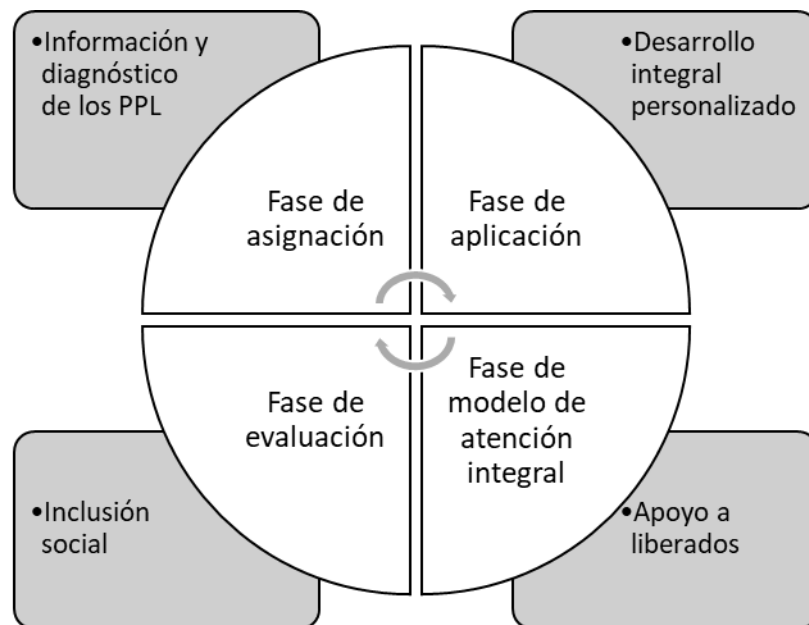 •Información y
diagnóstico
de los PPL
•Desarrollo
integral
personalizado
Fase de
asignación
Fase de
aplicación
Fase de
evaluación
Fase de
modelo de
atención
integral
•Inclusión
social
•Apoyo a
liberados